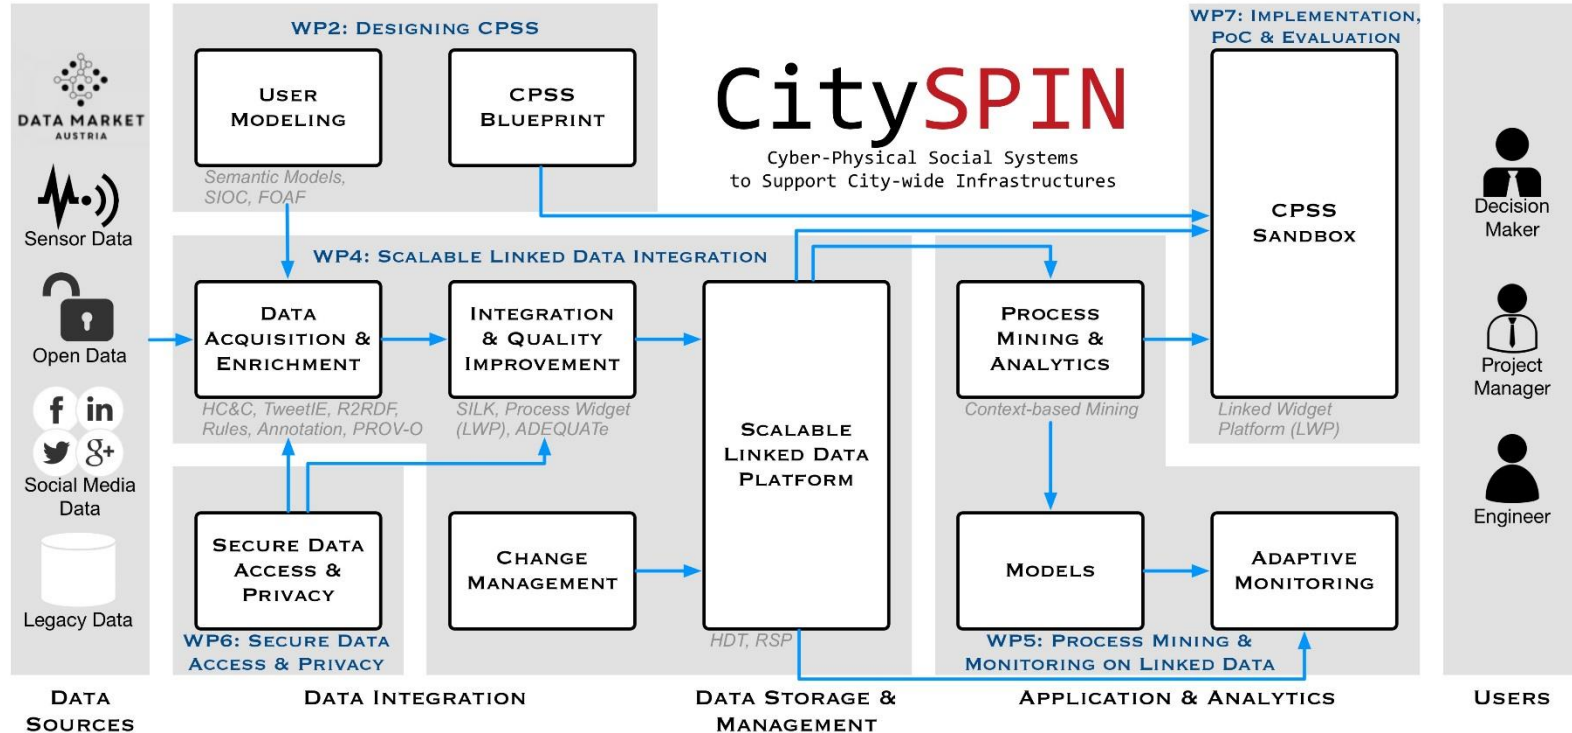 DATA MARKET
AUSTRIA
Sensor Data
Open Data
f in
g+
Social Media
Data
Legacy Data
DATA
SOURCES
WP2: DESIGNING CPSS
USER
MODELING
Semantic Models,
SIOC, FOAF
CPSS
BLUEPRINT
CitySPIN
Cyber-Physical Social Systems
to Support City-wide Infrastructures
WP4: SCALABLE LINKED DATA INTEGRATION
DATA
ACQUISITION &
ENRICHMENT
HC&C, TweetIE, R2RDF,
Rules, Annotation, PROV-O
INTEGRATION
& QUALITY
IMPROVEMENT
SILK, Process Widget
(LWP), ADEQUATe
SCALABLE
LINKED DATA
PLATFORM
HDT, RSP
SECURE DATA
ACCESS &
PRIVACY
WP6: SECURE DATA
ACCESS & PRIVACY
CHANGE
MANAGEMENT
DATA INTEGRATION
DATA STORAGE &
MANAGEMENT
PROCESS
MINING &
ANALYTICS
Context-based Mining
MODELS
ADAPTIVE
MONITORING
WP5: PROCESS MINING &
MONITORING ON LINKED DATA
APPLICATION & ANALYTICS
WP7: IMPLEMENTATION,
POC & EVALUATION
CPSS
SANDBOX
Linked Widget
Platform (LWP)
Decision
Maker
Project
Manager
Engineer
USERS